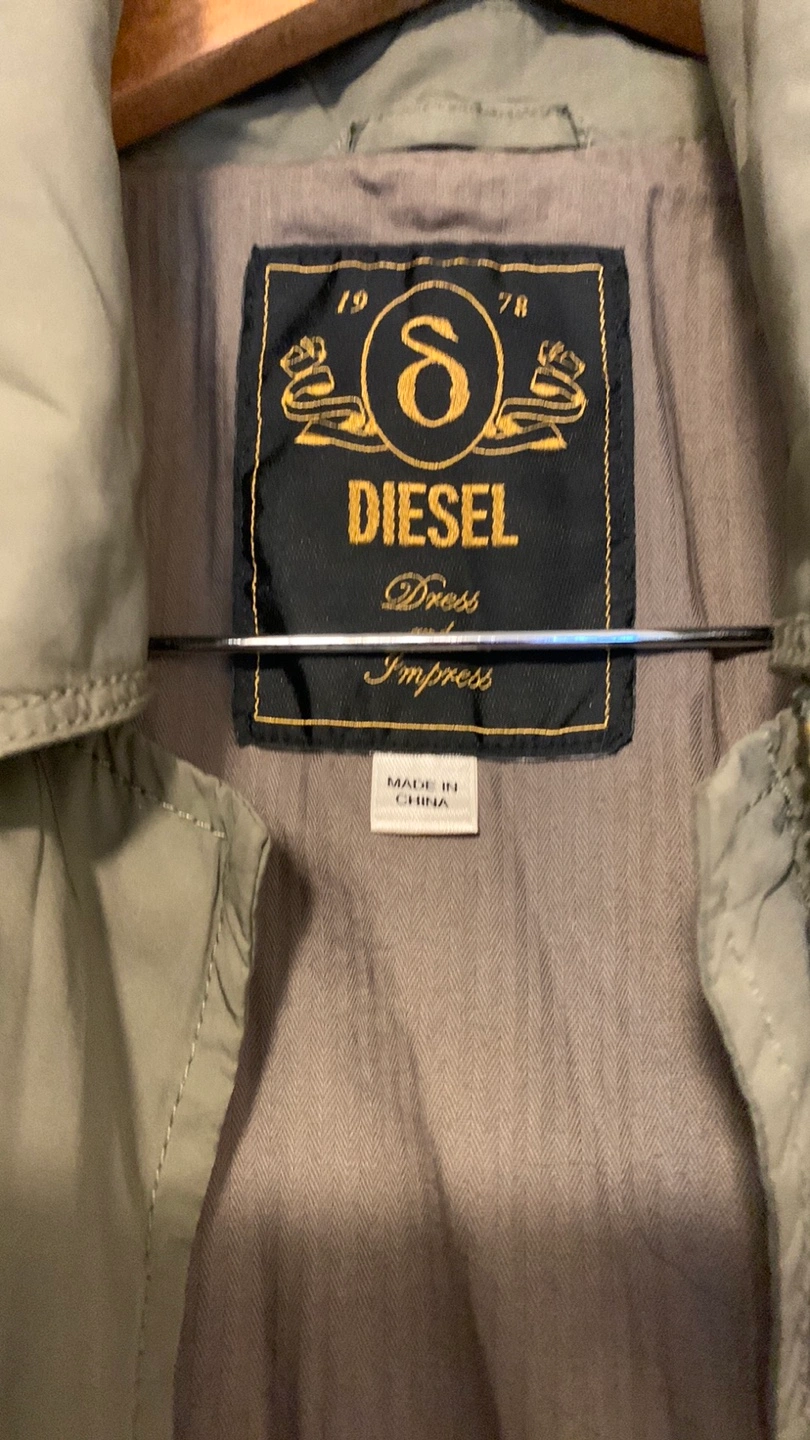 19 78
δ
DIESEL
Dress
Impress
MADE IN
CHINA